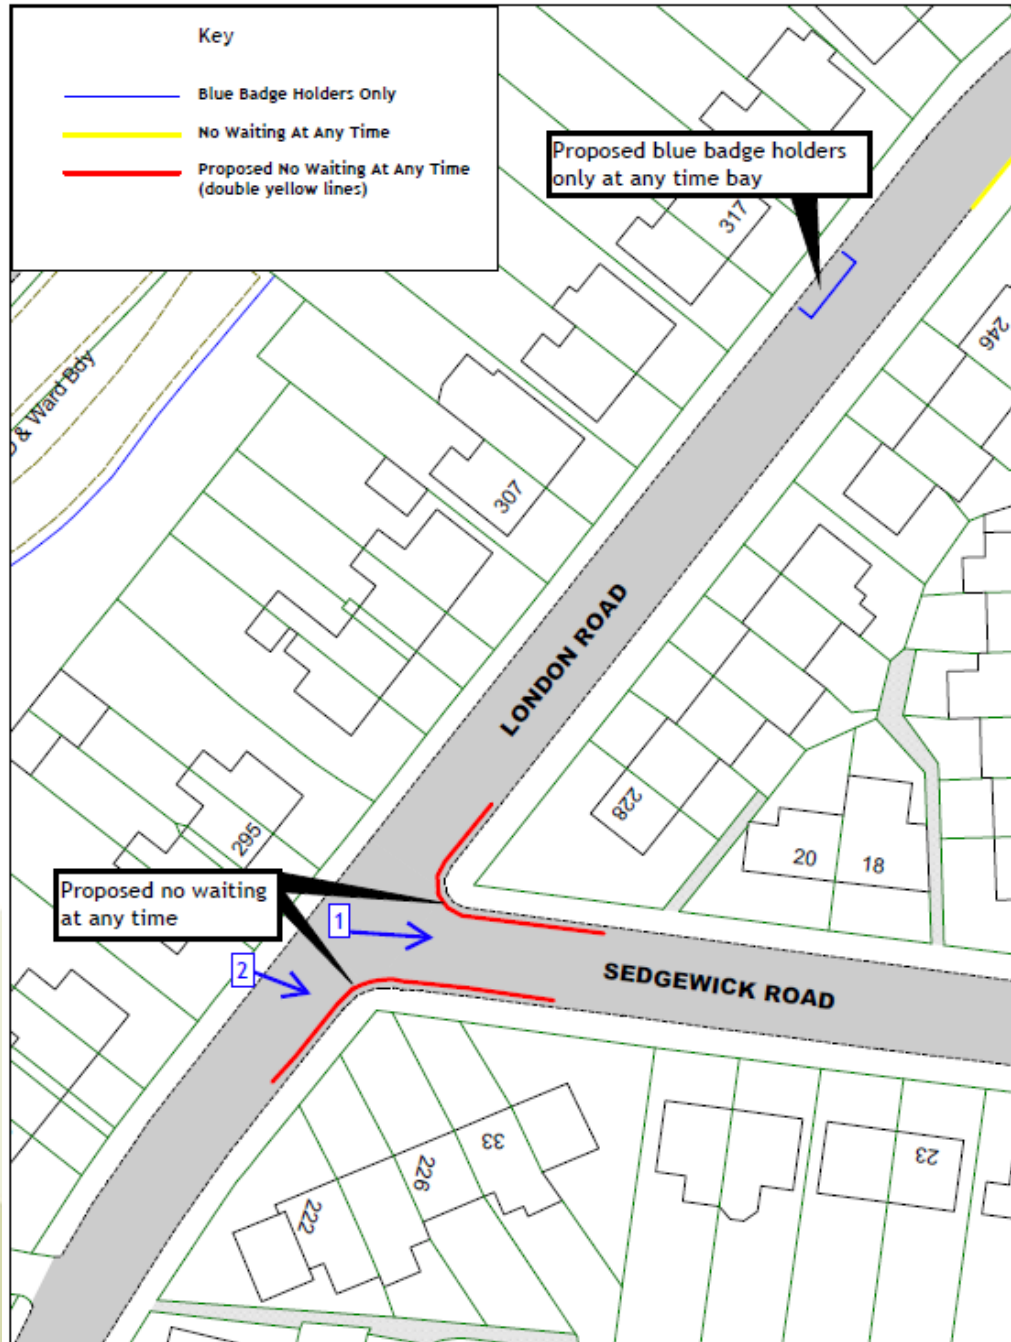 Key
Blue Badge Holders Only
No Waiting At Any Time
Proposed No Waiting At Any Time
(double yellow lines)
Proposed blue badge holders
only at any time bay
317
246
& Ward Bdy
307
LONDON ROAD
228
295
20
18
Proposed no waiting
at any time
1
2
SEDGEWICK ROAD
33
23
226
222